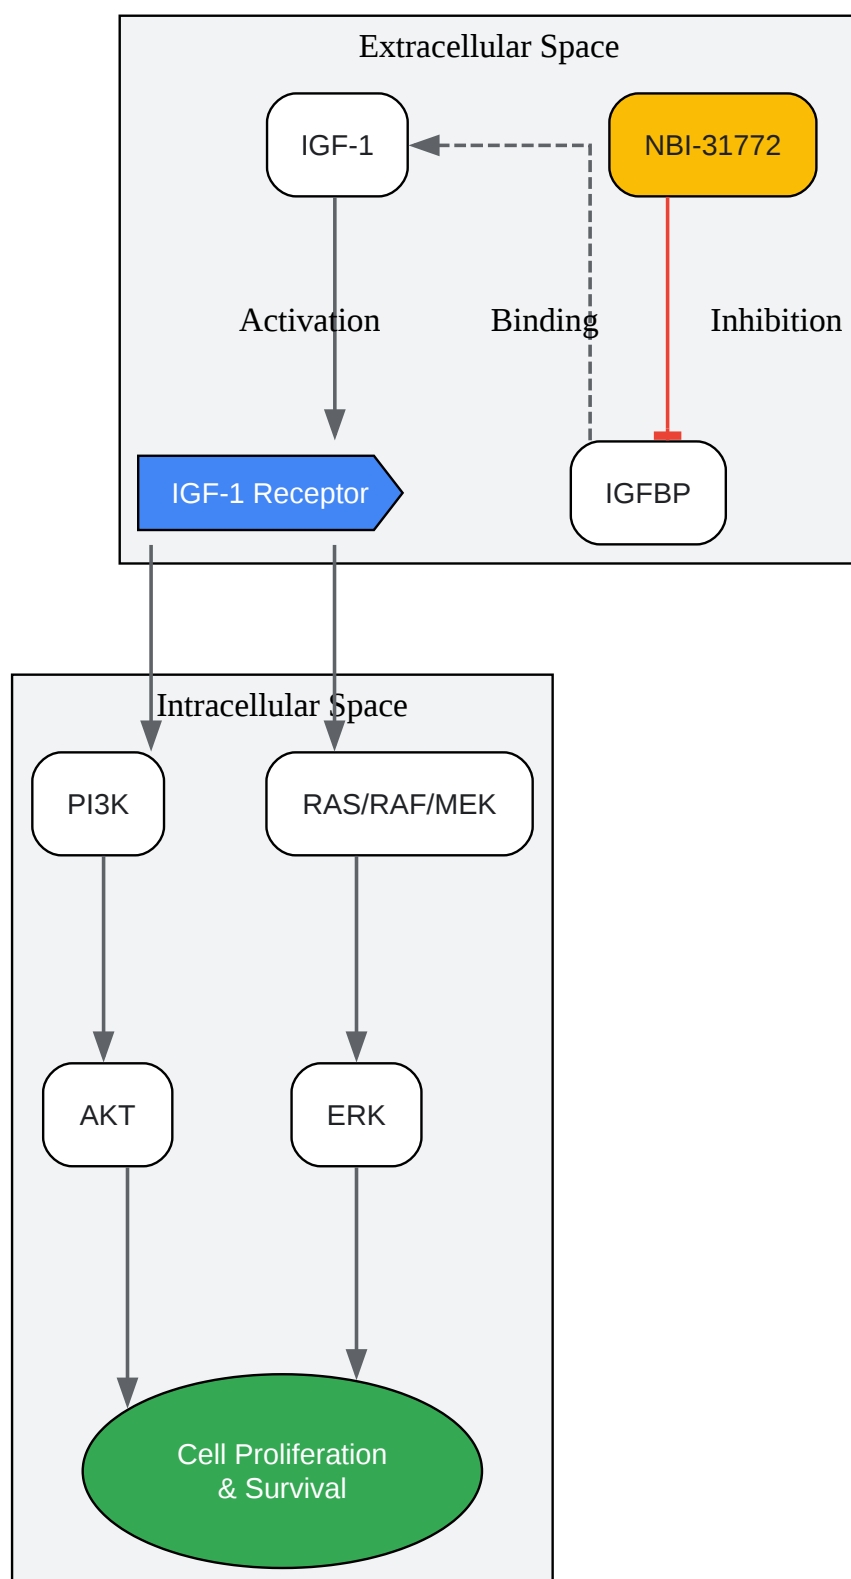 Extracellular Space
IGF-1
NBI-31772
Activation
Binding
Inhibition
IGF-1 Receptor
IGFBP
Intracellular Space
PI3K
RAS/RAF/MEK
AKT
ERK
Cell Proliferation
& Survival